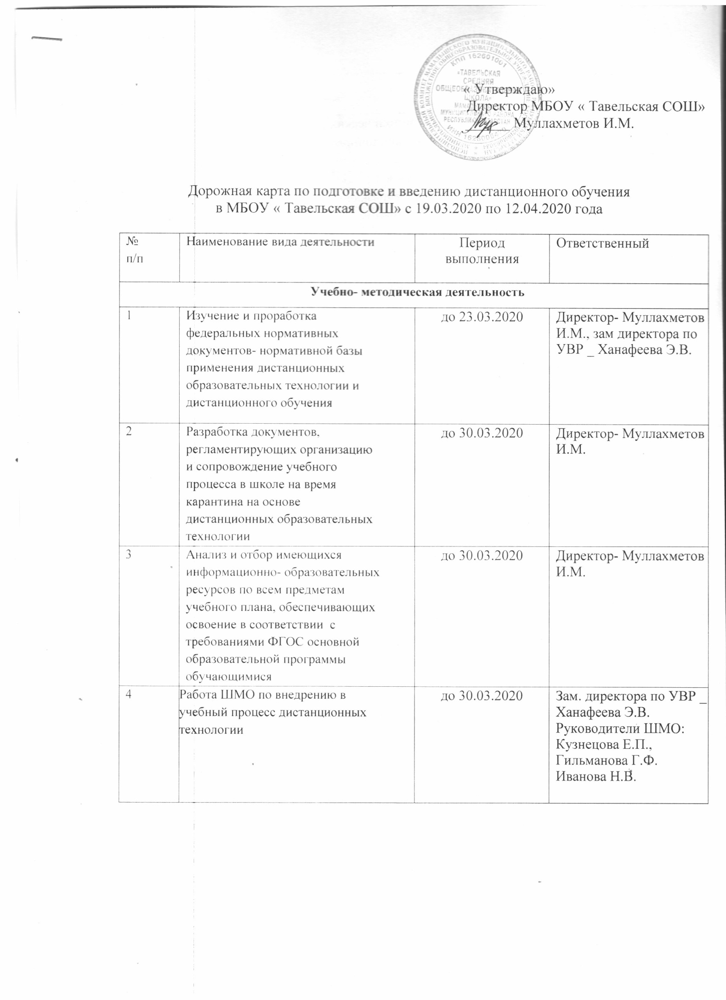 КПП 162601001
«ТАВЕЛЬСКАЯ
СРЕДНЯЯ
ШКОЛА»
« Утверждаю»
Директор МБОУ « Тавельская СОШ»
Муллахметов И.М.
Дорожная карта по подготовке и введению дистанционного обучения
в МБОУ « Тавельская СОШ» с 19.03.2020 по 12.04.2020 года
№
п/п
Наименование вида деятельности
Период
выполнения
Ответственный
Учебно- методическая деятельность
1
Изучение и проработка
федеральных нормативных
документов- нормативной базы
применения дистанционных
образовательных технологии и
дистанционного обучения
до 23.03.2020
Директор- Муллахметов
И.М., зам директора по
УВР _ Ханафеева Э.В.
2
Разработка документов,
регламентирующих организацию
и сопровождение учебного
процесса в школе на время
карантина на основе
дистанционных образовательных
технологии
до 30.03.2020
Директор- Муллахметов
И.М.
3
Анализ и отбор имеющихся
информационно- образовательных
ресурсов по всем предметам
учебного плана, обеспечивающих
освоение в соответствии  с
требованиями ФГОС основной
образовательной программы
обучающимися
до 30.03.2020
Директор- Муллахметов
И.М.
4
Работа ШМО по внедрению в
учебный процесс дистанционных
технологии
до 30.03.2020
Зам. директора по УВР _
Ханафеева Э.В.
Руководители ШМО:
Кузнецова Е.П.,
Гильманова Г.Ф.
Иванова Н.В.